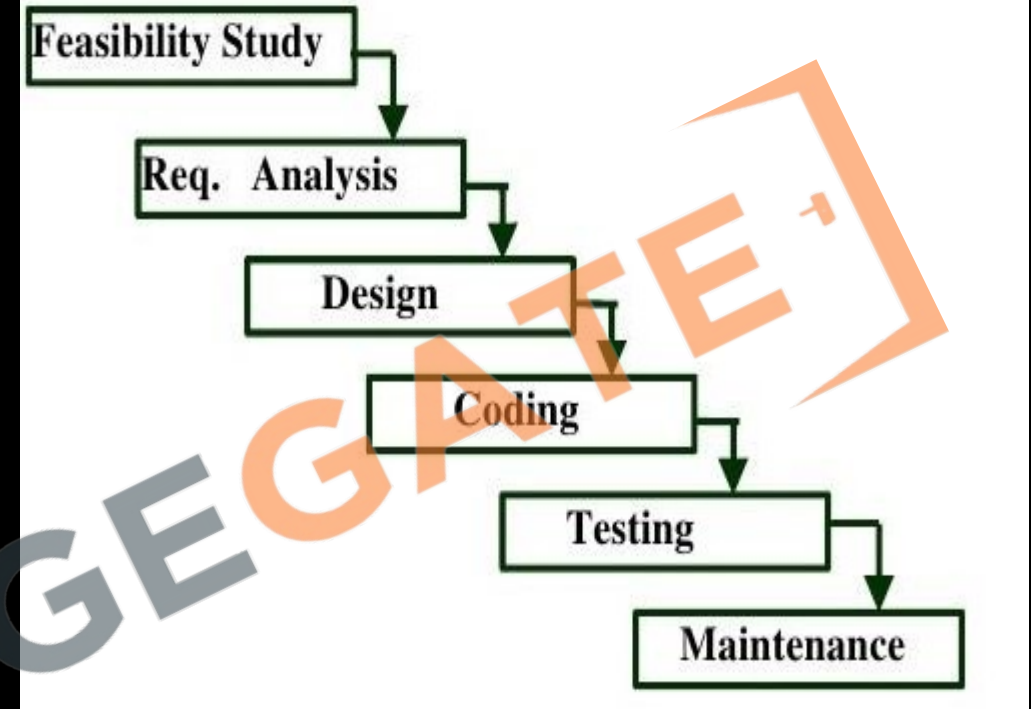 Feasibility Study
Req. Analysis
Design
Coding
Testing
Maintenance
GEGATE